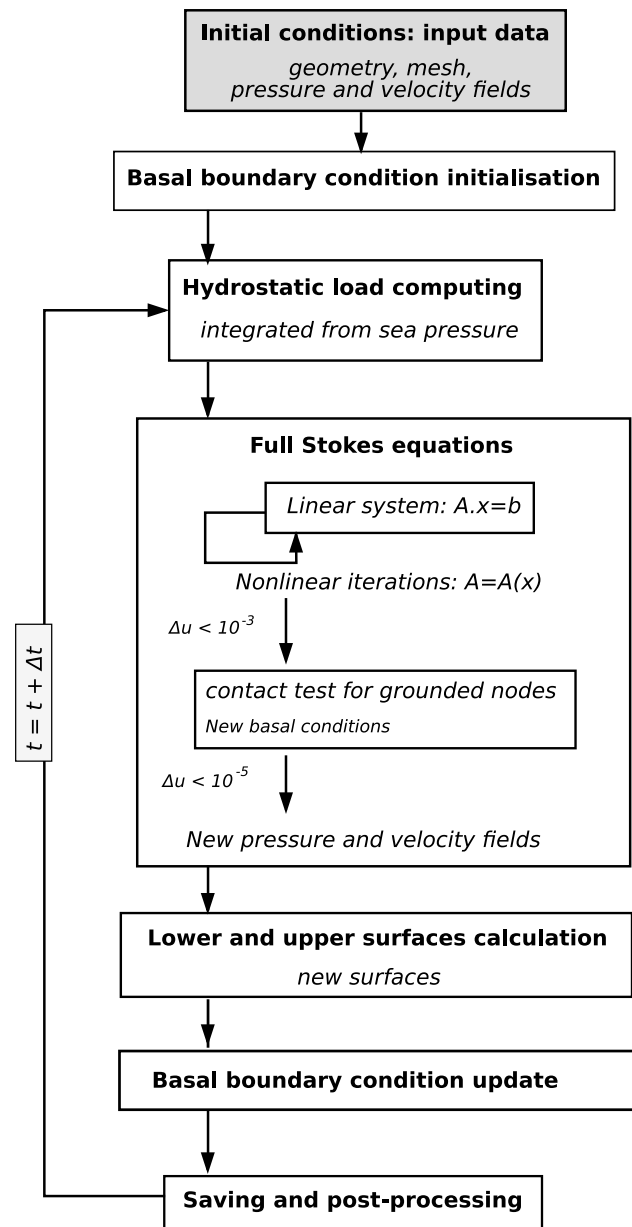 Initial conditions: input data
geometry, mesh,
pressure and velocity fields
Basal boundary condition initialisation
Hydrostatic load computing
integrated from sea pressure
Full Stokes equations
Linear system: A.x=b
Nonlinear iterations: A=A(x)
Δu < 10⁻³
contact test for grounded nodes
New basal conditions
Δu < 10⁻⁵
New pressure and velocity fields
t = t + Δt
Lower and upper surfaces calculation
new surfaces
Basal boundary condition update
Saving and post-processing